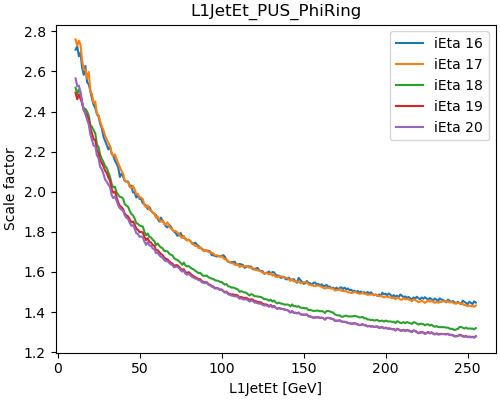 L1JetEt_PUS_PhiRing
2.8
2.6
2.4
2.2
2.0
1.8
1.6
1.4
1.2
Scale factor
iEta 16
iEta 17
iEta 18
iEta 19
iEta 20
0 50 100 150 200 250
L1JetEt [GeV]